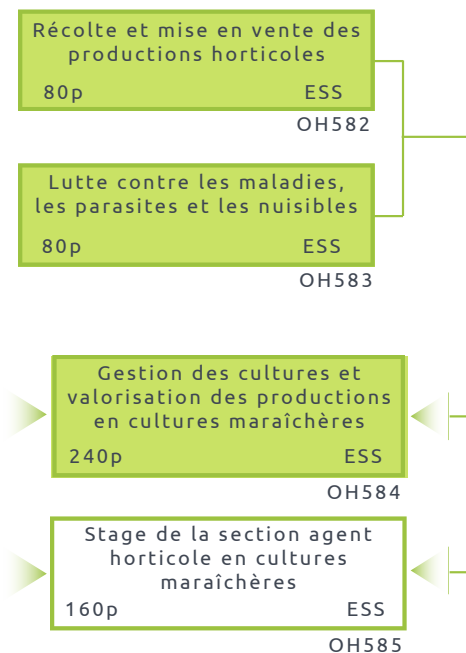 Récolte et mise en vente des
productions horticoles
80p ESS
OH582
Lutte contre les maladies,
les parasites et les nuisibles
80p ESS
OH583
Gestion des cultures et
valorisation des productions
en cultures maraîchères
240p ESS
OH584
Stage de la section agent
horticole en cultures
maraîchères
160p ESS
OH585